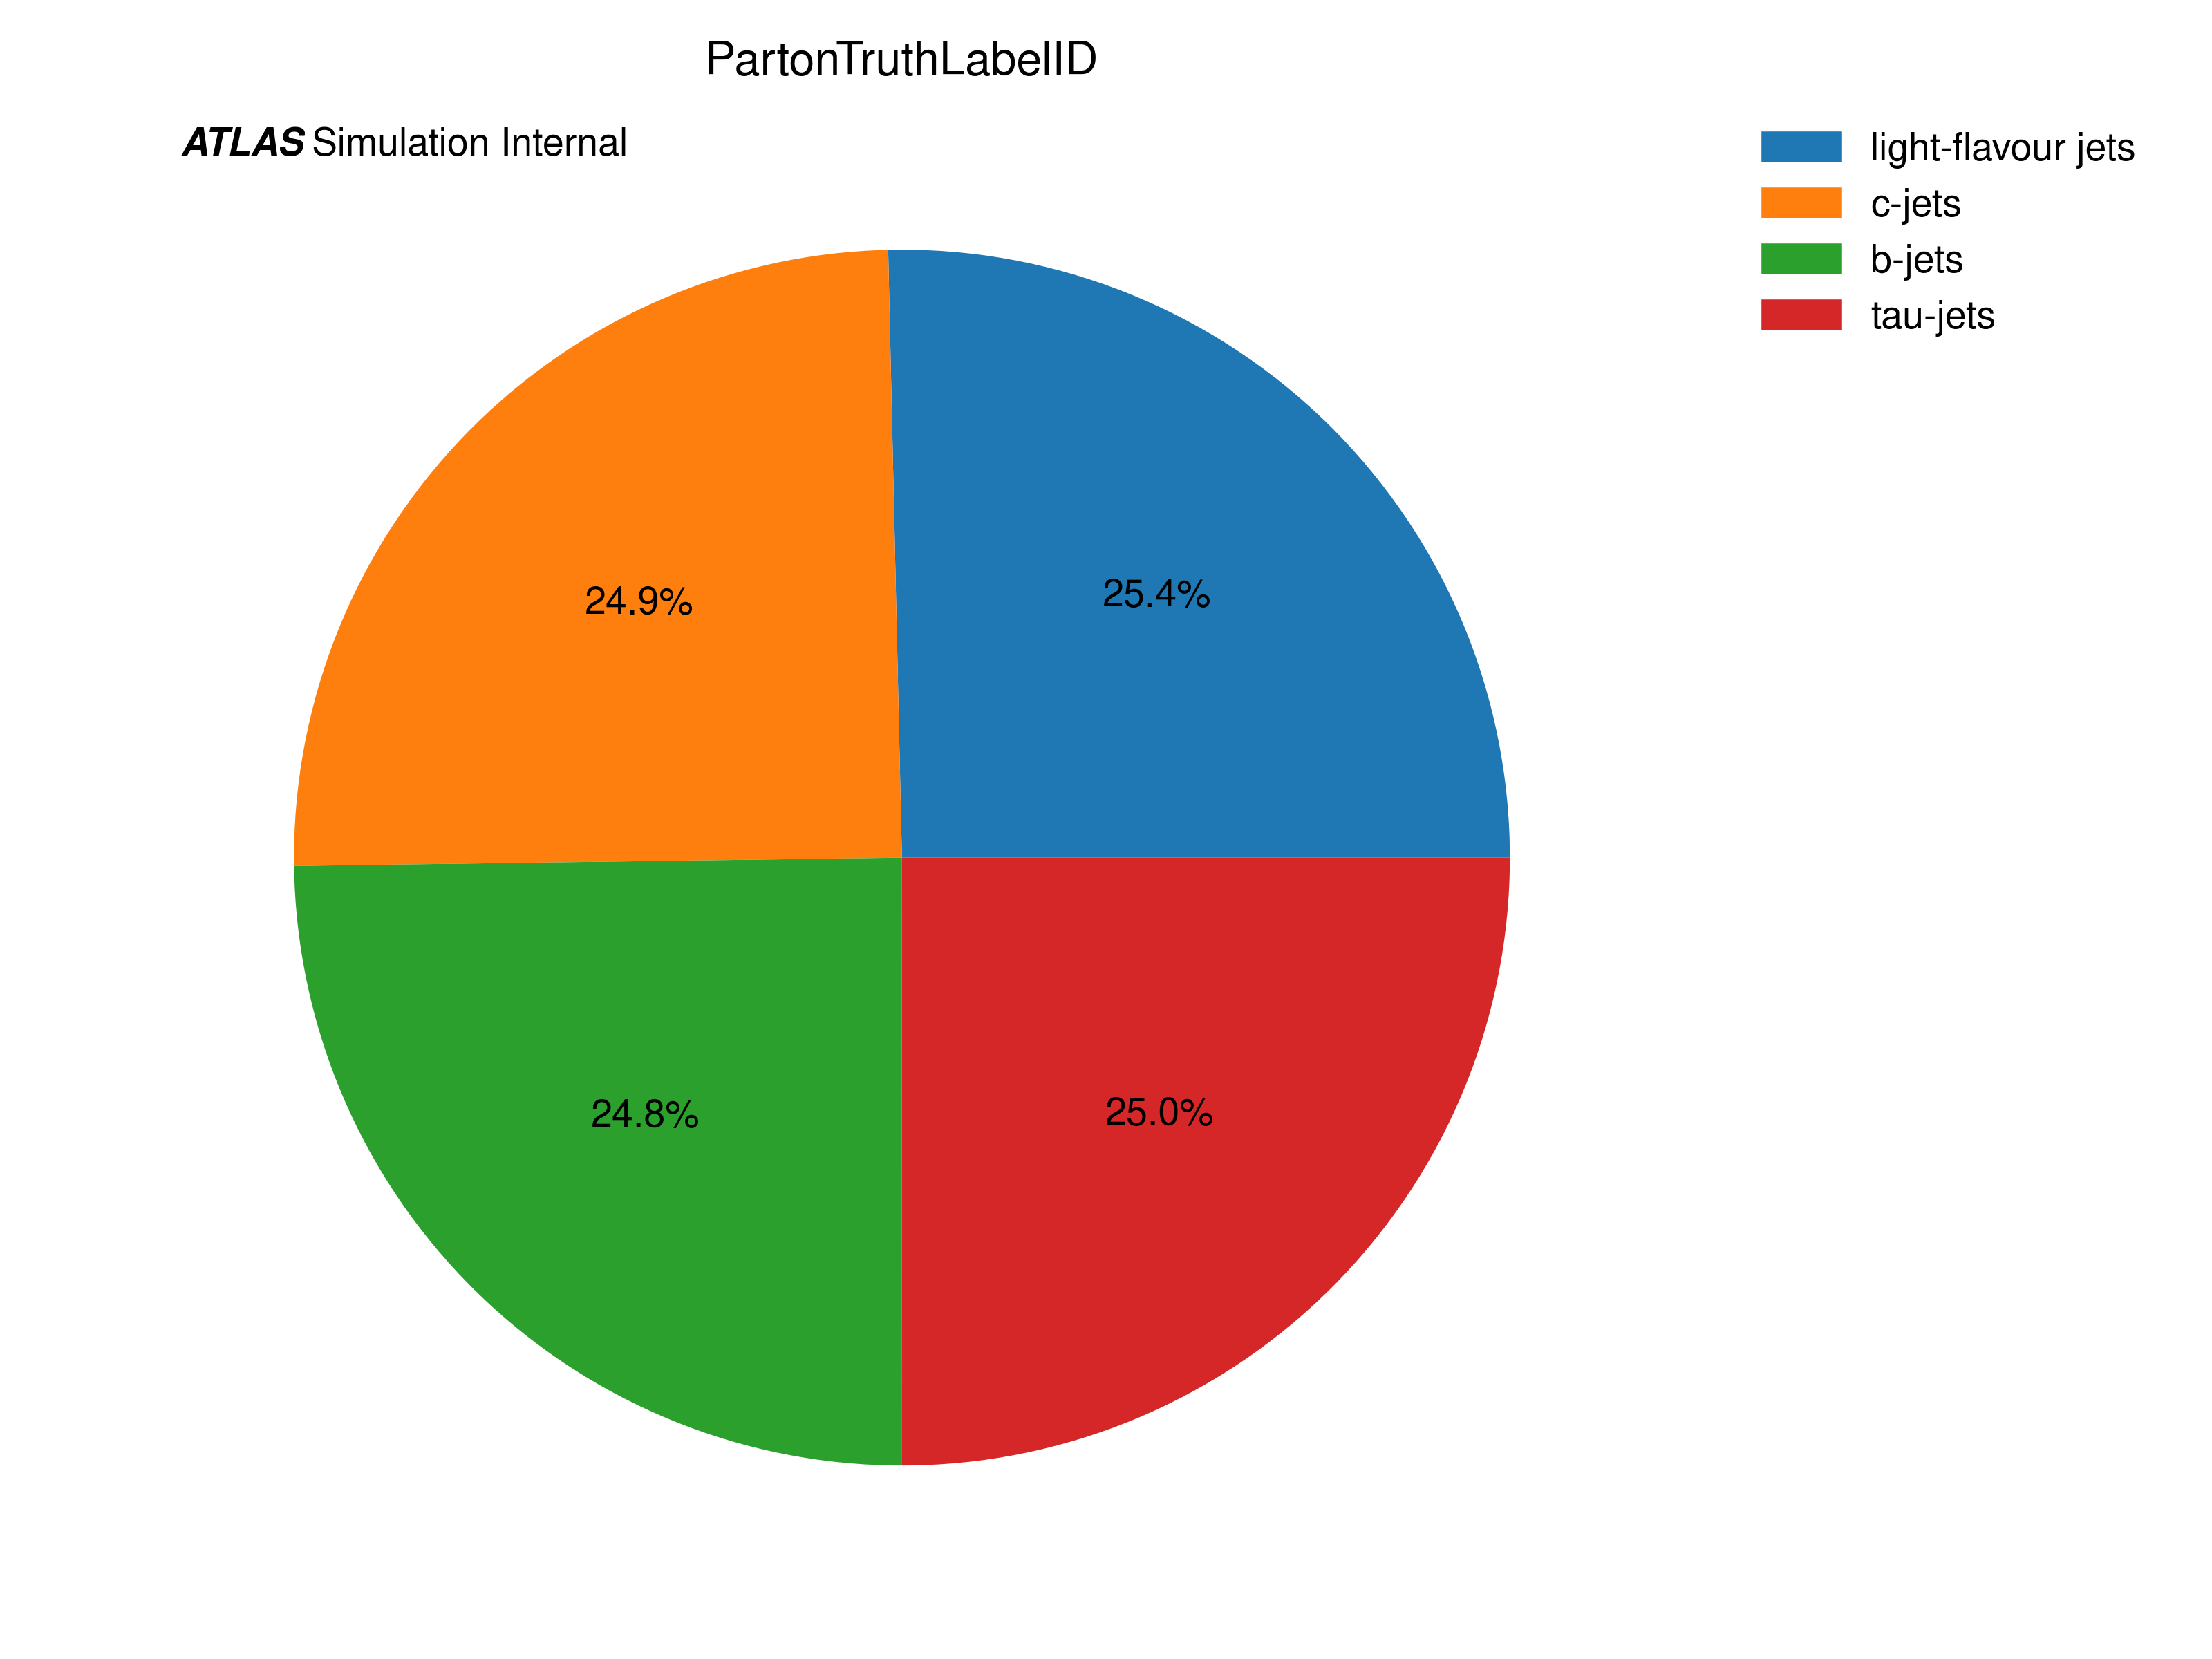 PartonTruthLabelID
ATLAS Simulation Internal
light-flavour jets
c-jets
b-jets
tau-jets
24.9%
25.4%
24.8%
25.0%